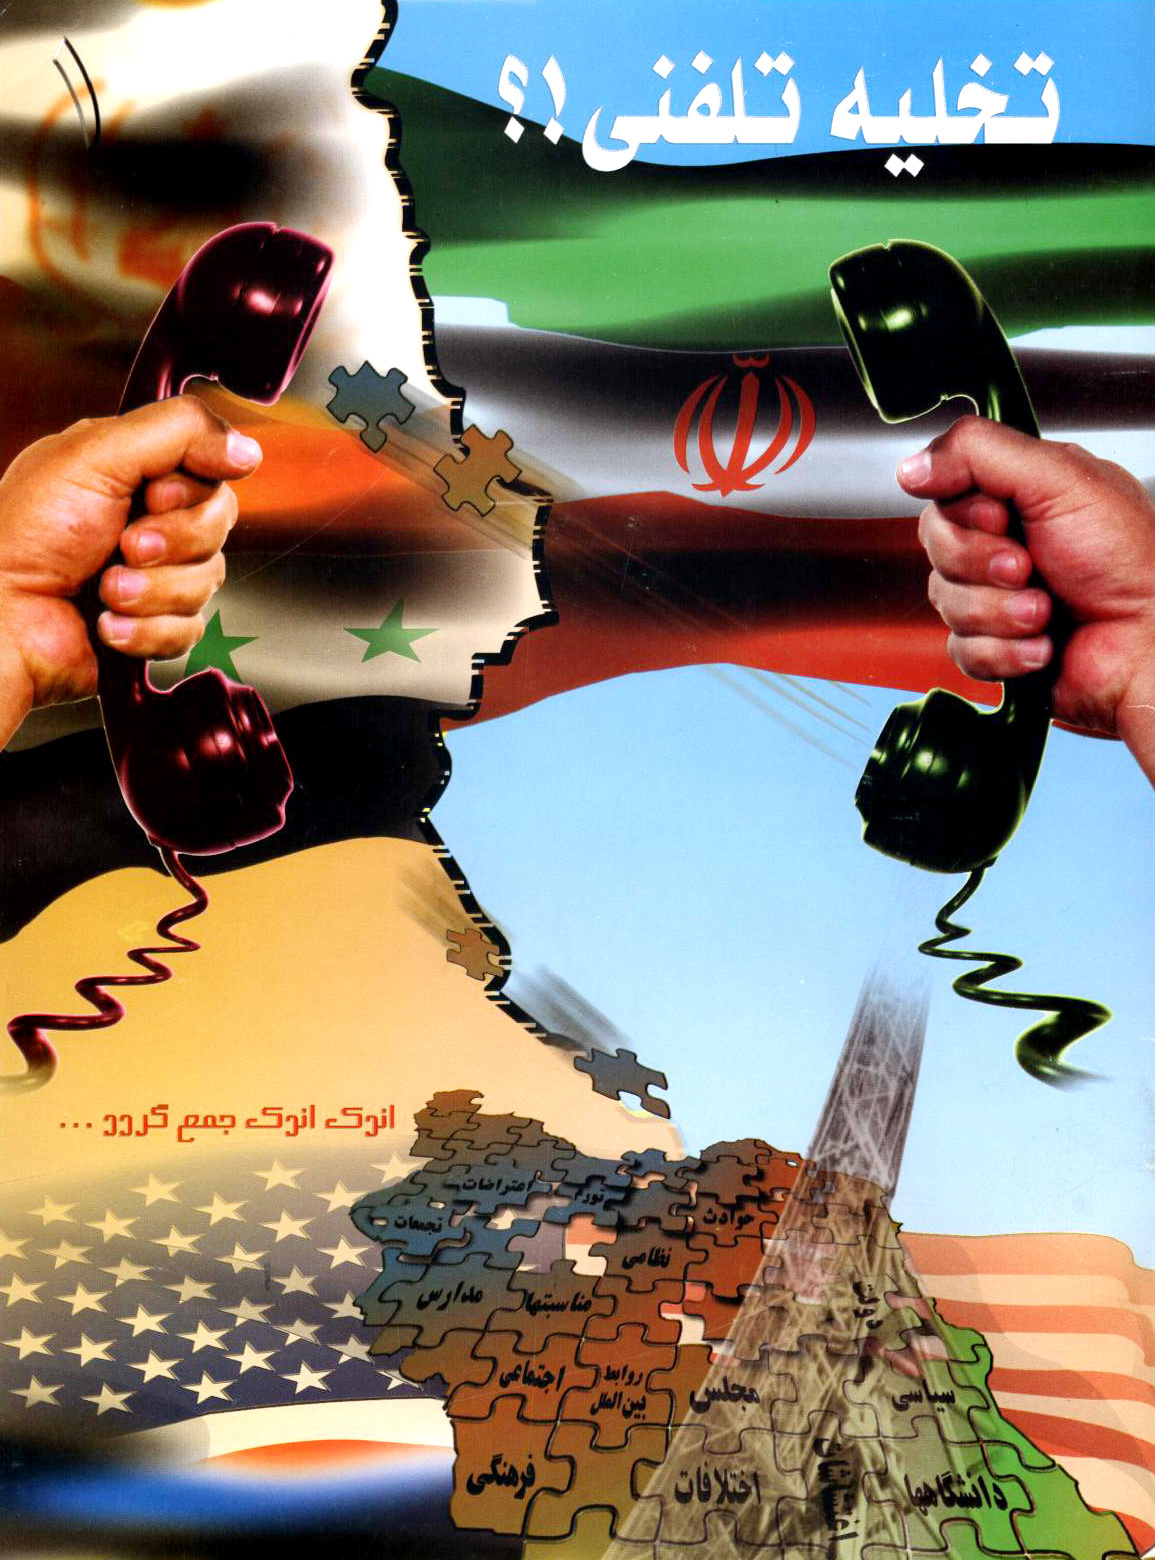 تخلیه تلفنی!؟
اندک اندک جمع گردد ...
اعتراضات
تورم
حوادث
تجمعات
نظامی
مدارس
مناسبتها
اجتماعی
روابط
بین الملل
مجلس
سیاسی
فرهنگی
اختلافات
دانشگاهها